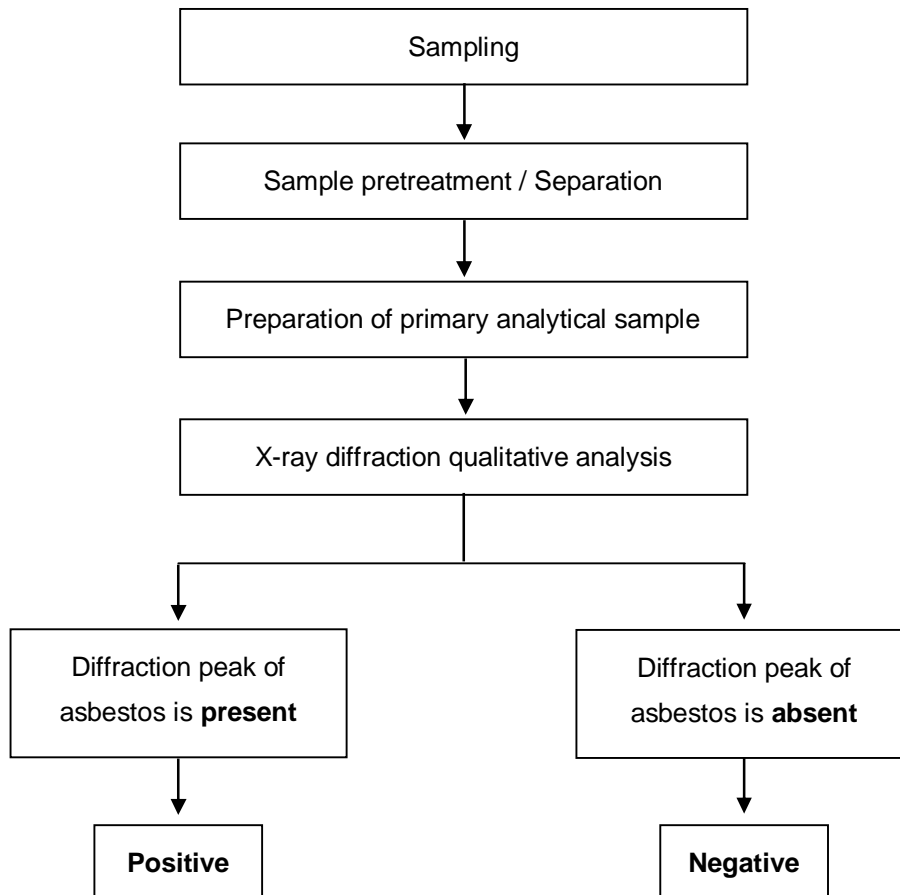 Sampling
Sample pretreatment / Separation
Preparation of primary analytical sample
X-ray diffraction qualitative analysis
Diffraction peak of
asbestos is present
Diffraction peak of
asbestos is absent
Positive
Negative